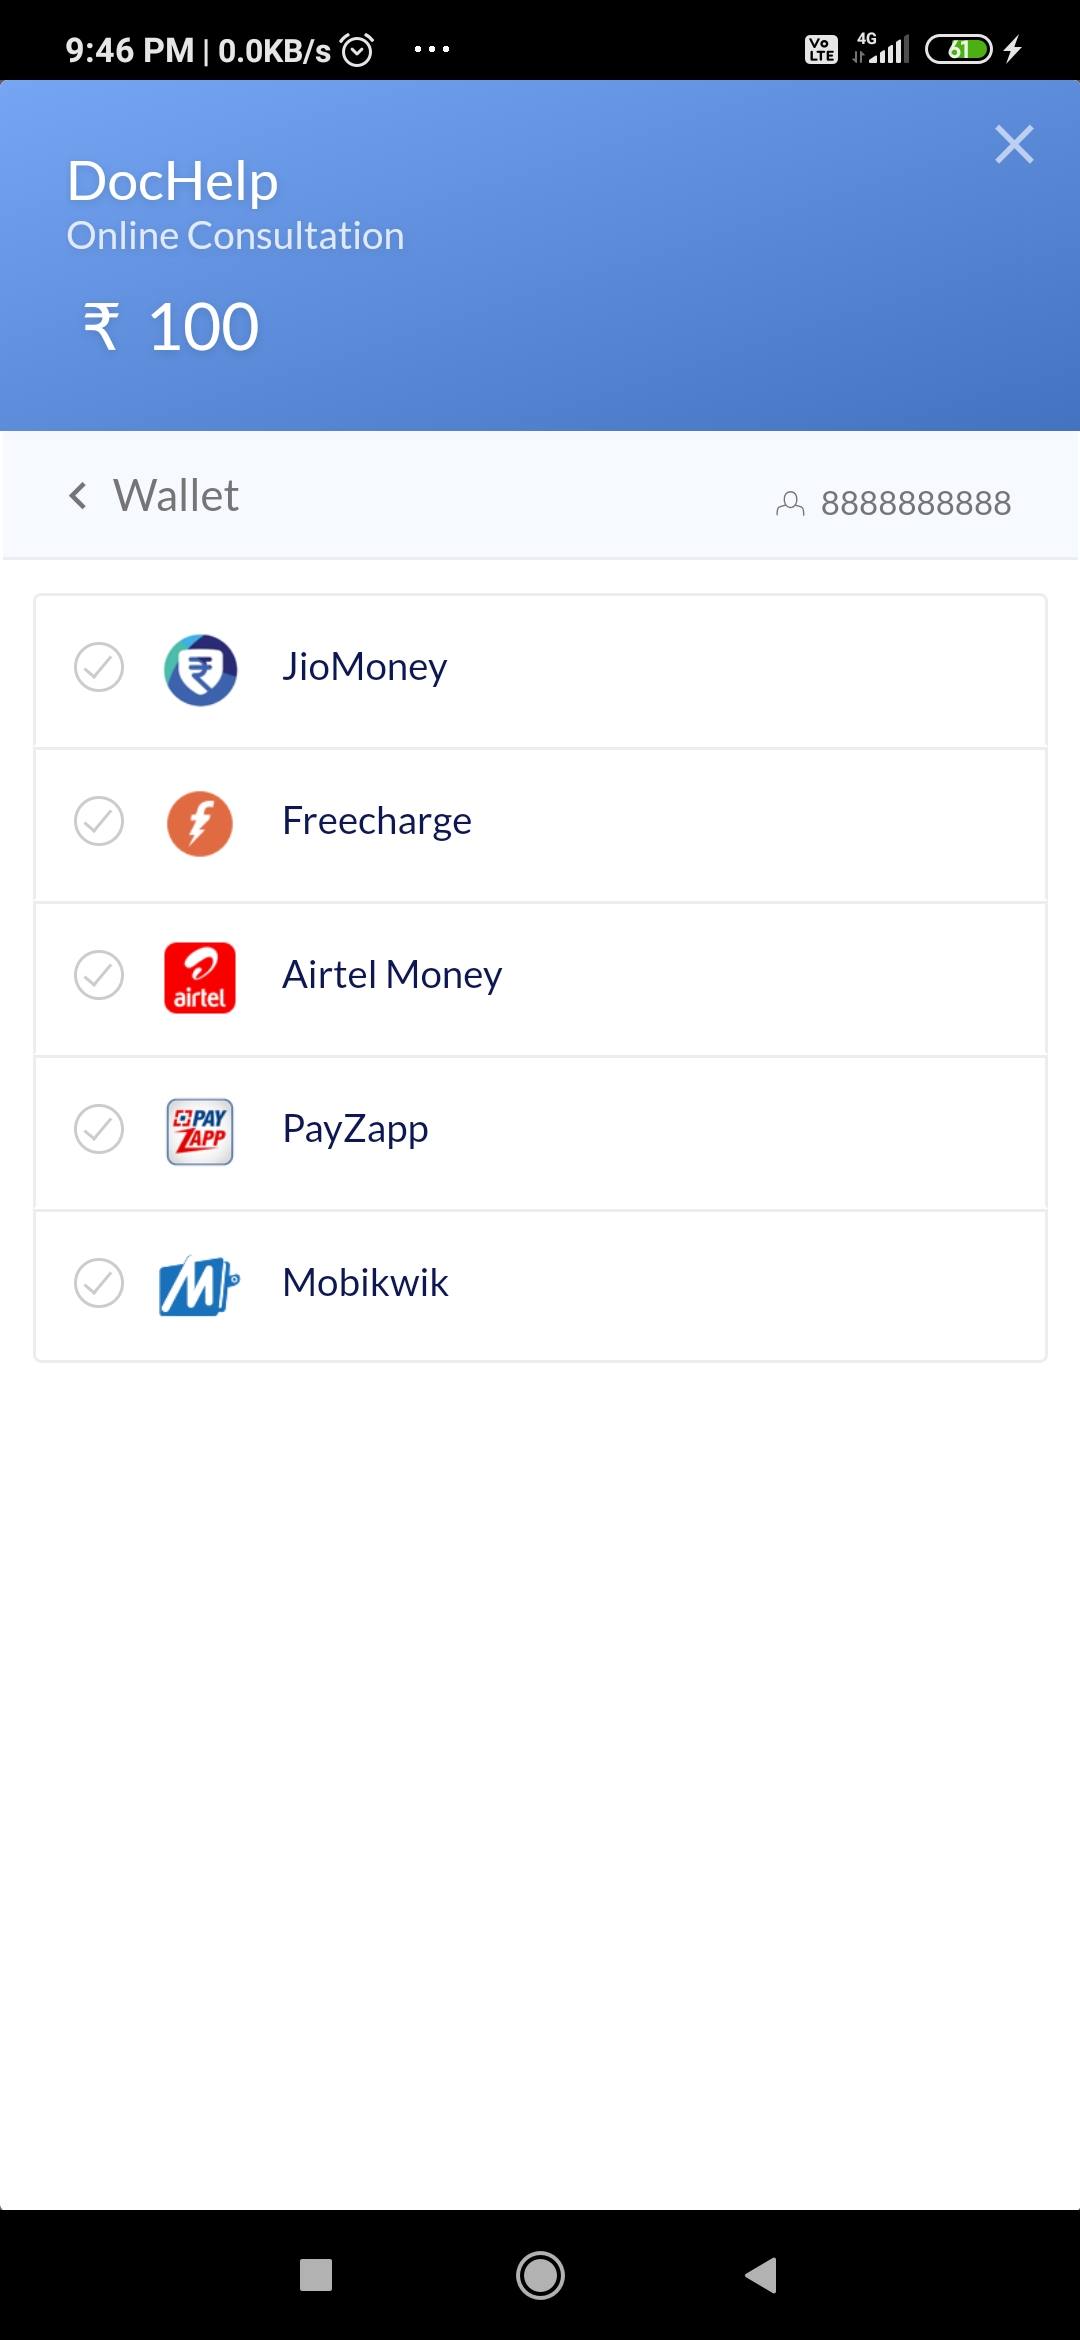 9:46 PM | 0.0KB/s ...
Vo LTE 4G 61
DocHelp
Online Consultation
₹ 100
Wallet
8888888888
JioMoney
Freecharge
airtel
Airtel Money
PAY ZAPP
PayZapp
M
Mobikwik